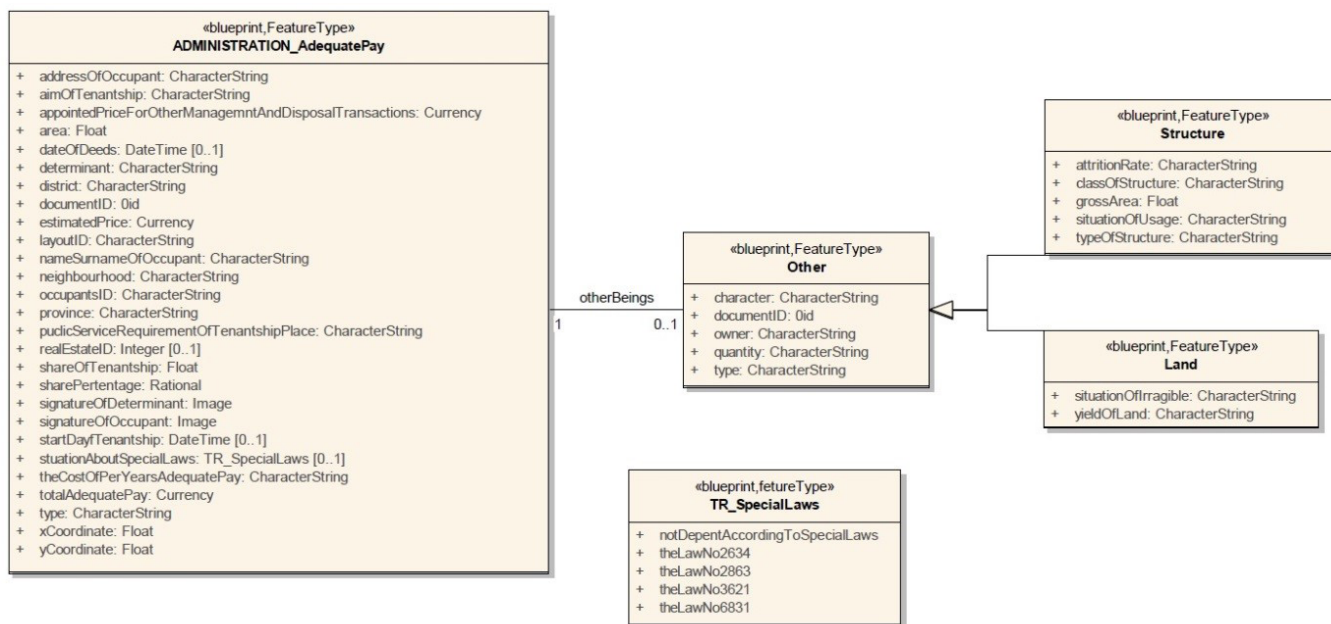 «blueprint,FeatureType»
ADMINISTRATION_AdequatePay
+ addressOfOccupant: CharacterString
+ aimOfTenantship: CharacterString
+ appointedPriceForOtherManagemntAndDisposalTransactions: Currency
+ area: Float
+ dateOfDeeds: DateTime [0..1]
+ determinant: CharacterString
+ district: CharacterString
+ documentID: 0id
+ estimatedPrice: Currency
+ layoutID: CharacterString
+ nameSurnameOfOccupant: CharacterString
+ neighbourhood: CharacterString
+ occupantsID: CharacterString
+ province: CharacterString
+ puclicServiceRequirementOfTenantshipPlace: CharacterString
+ realEstateID: Integer [0..1]
+ shareOfTenantship: Float
+ sharePertentage: Rational
+ signatureOfDeterminant: Image
+ signatureOfOccupant: Image
+ startDayfTenantship: DateTime [0..1]
+ stuationAboutSpecialLaws: TR_SpecialLaws [0..1]
+ theCostOfPerYearsAdequatePay: CharacterString
+ totalAdequatePay: Currency
+ type: CharacterString
+ xCoordinate: Float
+ yCoordinate: Float
otherBeings
1
0..1
«blueprint,FeatureType»
Other
+ character: CharacterString
+ documentID: 0id
+ owner: CharacterString
+ quantity: CharacterString
+ type: CharacterString
«blueprint,FeatureType»
Structure
+ attritionRate: CharacterString
+ classOfStructure: CharacterString
+ grossArea: Float
+ situationOfUsage: CharacterString
+ typeOfStructure: CharacterString
«blueprint,FeatureType»
Land
+ situationOfIrragible: CharacterString
+ yieldOfLand: CharacterString
«blueprint,fetureType»
TR_SpecialLaws
+ notDepentAccordingToSpecialLaws
+ theLawNo2634
+ theLawNo2863
+ theLawNo3621
+ theLawNo6831